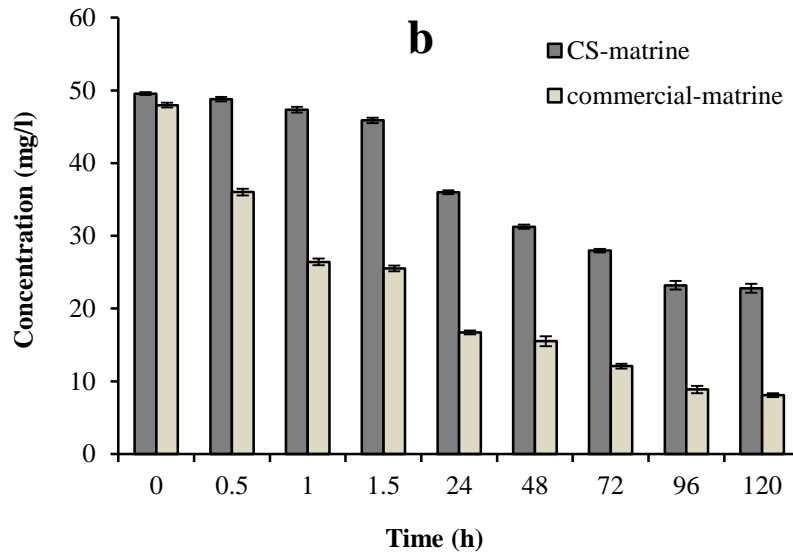 b
CS-matrine
commercial-matrine
Concentration (mg/l)
60
50
40
30
20
10
0
0 0.5 1 1.5 24 48 72 96 120
Time (h)